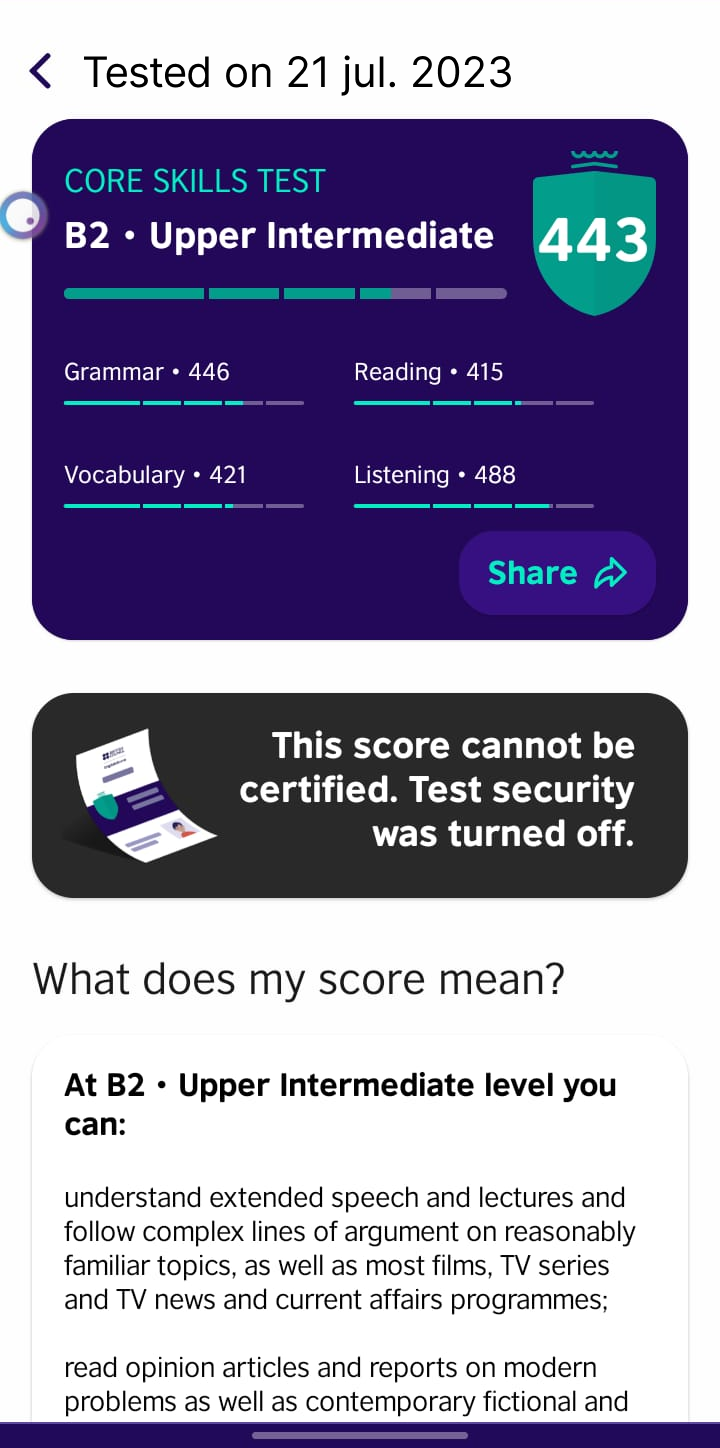 Tested on 21 jul. 2023
CORE SKILLS TEST
B2 • Upper Intermediate
443
Grammar • 446
Reading • 415
Vocabulary • 421
Listening • 488
Share
This score cannot be
certified. Test security
was turned off.
What does my score mean?
At B2 • Upper Intermediate level you
can:
understand extended speech and lectures and
follow complex lines of argument on reasonably
familiar topics, as well as most films, TV series
and TV news and current affairs programmes;
read opinion articles and reports on modern
problems as well as contemporary fictional and